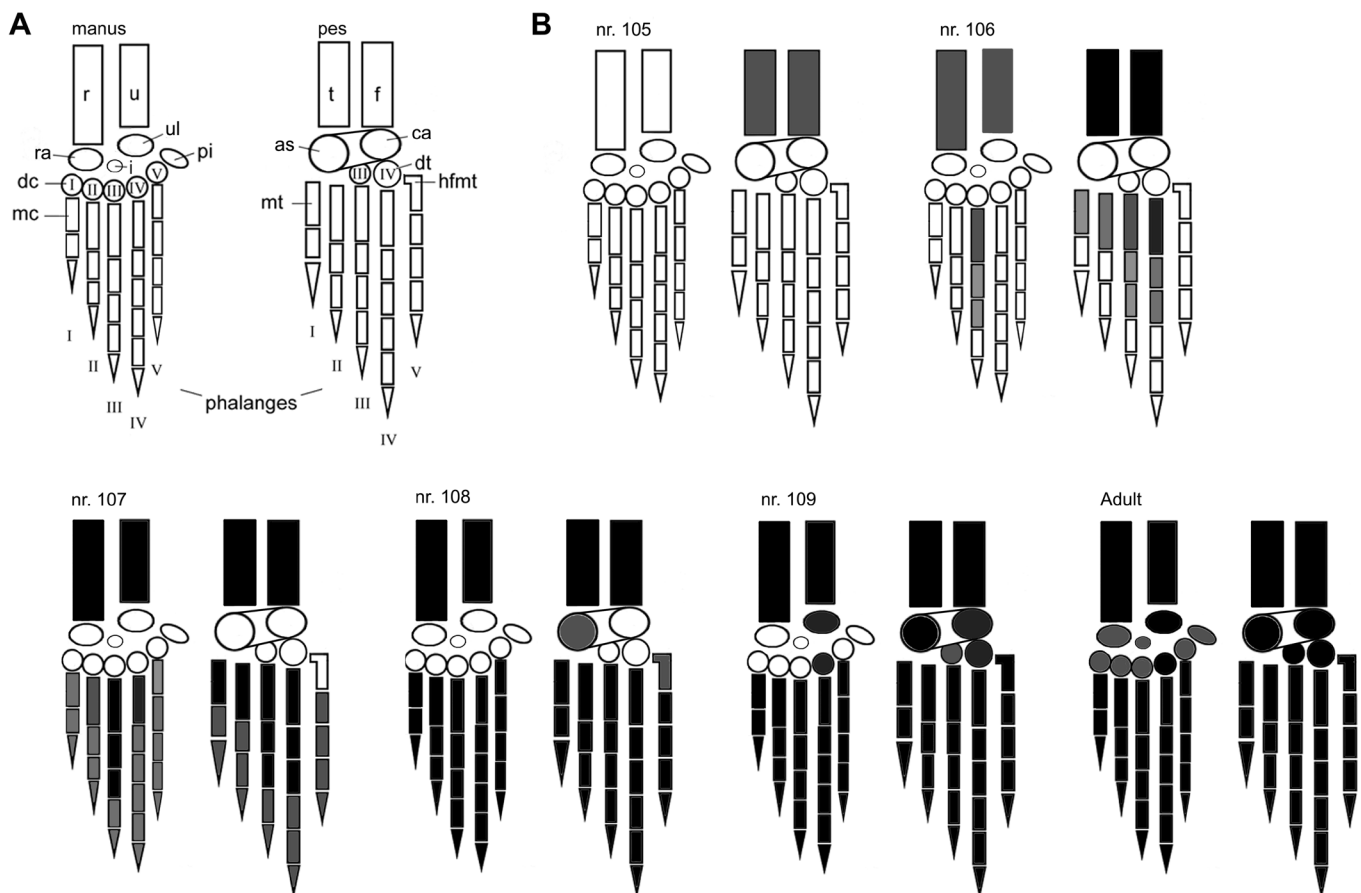 A
manus
pes
B
nr. 105
nr. 106
r
u
t
f
ra
ul
i
pi
as
ca
dc
I
II
III
IV
V
III
IV
dt
hfmt
mc
mt
I
II
III
IV
V
I
II
III
IV
V
phalanges
nr. 107
nr. 108
nr. 109
Adult